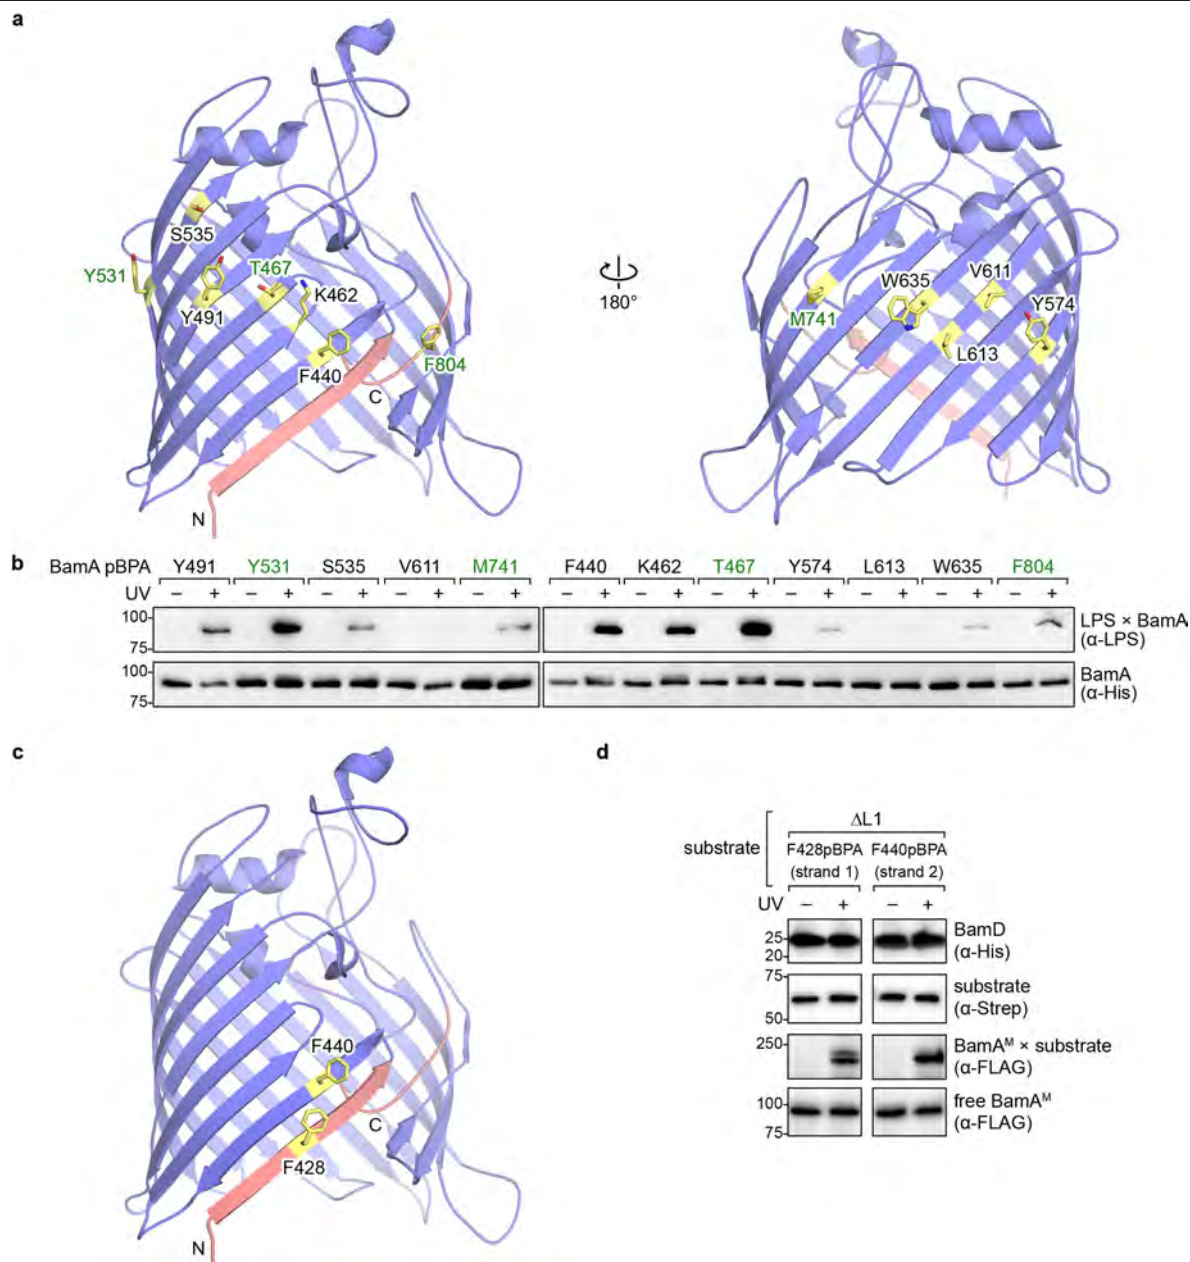 a
S535
Y531
T467
K462
Y491
F440
F804
C
N
180°
W635
V611
M741
Y574
L613
b
BamA pBPA Y491 Y531 S535 V611 M741 F440 K462 T467 Y574 L613 W635 F804
UV – + – + – + – + – + – + – + – + – + – + – + – +
100
75
LPS × BamA
(α-LPS)
100
75
BamA
(α-His)
c
F440
C
F428
N
d
substrate
ΔL1
F428pBPA F440pBPA
(strand 1) (strand 2)
UV – + – +
25
20
BamD
(α-His)
75
50
substrate
(α-Strep)
250
BamAᴹ × substrate
(α-FLAG)
100
75
free BamAᴹ
(α-FLAG)